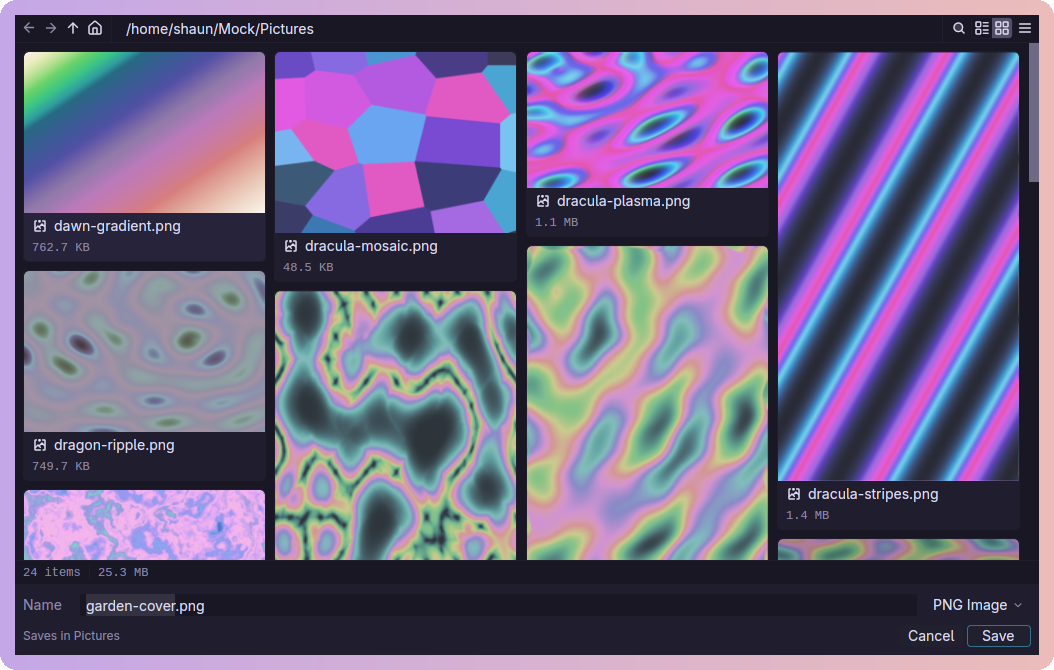 /home/shaun/Mock/Pictures
dawn-gradient.png
762.7 KB
dracula-mosaic.png
48.5 KB
dracula-plasma.png
1.1 MB
dragon-ripple.png
749.7 KB
dracula-stripes.png
1.4 MB
24 items 25.3 MB
Name garden-cover.png PNG Image
Saves in Pictures Cancel Save